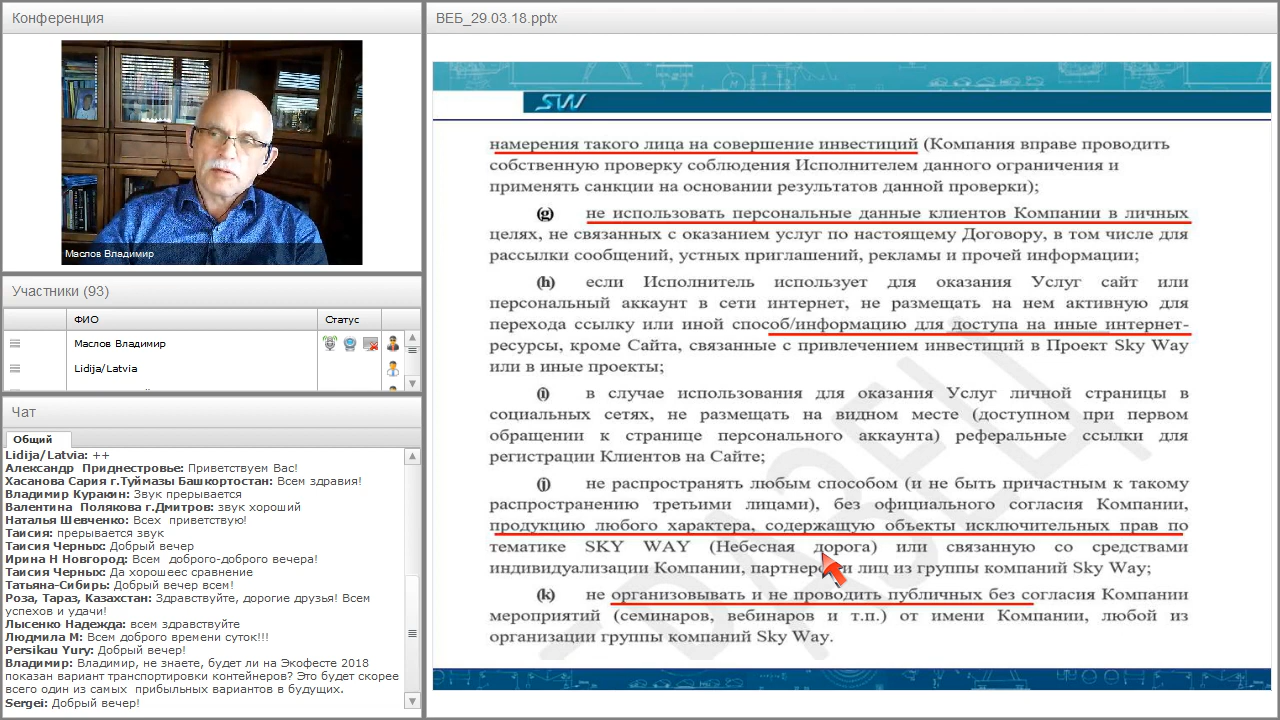 Конференция
Маслов Владимир
Участники (93)
ФИО
Статус
Маслов Владимир
Lidija/Latvia
Чат
Общий
Lidija/Latvia: ++
Александр Приднестровье: Приветствуем Вас!
Хасанова Сария г.Туймазы Башкортостан: Всем здравия!
Владимир Куракин: Звук прерывается
Валентина Полякова г.Дмитров: звук хороший
Наталья Шевченко: Всех приветствую!
Таисия: прерывается звук
Таисия Черных: Добрый вечер
Ирина Н Новгород: Всем доброго-доброго вечера!
Таисия Черных: Да хорошеес сравнение
Татьяна-Сибирь: Добрый вечер всем!
Роза, Тараз, Казахстан: Здравствуйте, дорогие друзья! Всем
успехов и удачи!
Лысенко Надежда: всем здравствуйте
Людмила М: Всем доброго времени суток!!!
Persikau Yury: Добрый вечер!
Владимир: Владимир, не знаете, будет ли на Экофесте 2018
показан вариант транспортировки контейнеров? Это будет скорее
всего один из самых прибыльных вариантов в будущих.
Sergei: Добрый вечер!
ВЕБ_29.03.18.pptx
SW
намерения такого лица на совершение инвестиций (Компания вправе проводить
собственную проверку соблюдения Исполнителем данного ограничения и
применять санкции на основании результатов данной проверки);
(g) не использовать персональные данные клиентов Компании в личных
целях, не связанных с оказанием услуг по настоящему Договору, в том числе для
рассылки сообщений, устных приглашений, рекламы и прочей информации;
(h) если Исполнитель использует для оказания Услуг сайт или
персональный аккаунт в сети интернет, не размещать на нем активную для
перехода ссылку или иной способ/информацию для доступа на иные интернет-
ресурсы, кроме Сайта, связанные с привлечением инвестиций в Проект Sky Way
или в иные проекты;
(i) в случае использования для оказания Услуг личной страницы в
социальных сетях, не размещать на видном месте (доступном при первом
обращении к странице персонального аккаунта) реферальные ссылки для
регистрации Клиентов на Сайте;
(j) не распространять любым способом (и не быть причастным к такому
распространению третьими лицами), без официального согласия Компании,
продукцию любого характера, содержащую объекты исключительных прав по
тематике SKY WAY (Небесная дорога) или связанную со средствами
индивидуализации Компании, партнеров и лиц из группы компаний Sky Way;
(k) не организовывать и не проводить публичных без согласия Компании
мероприятий (семинаров, вебинаров и т.п.) от имени Компании, любой из
организации группы компаний Sky Way.